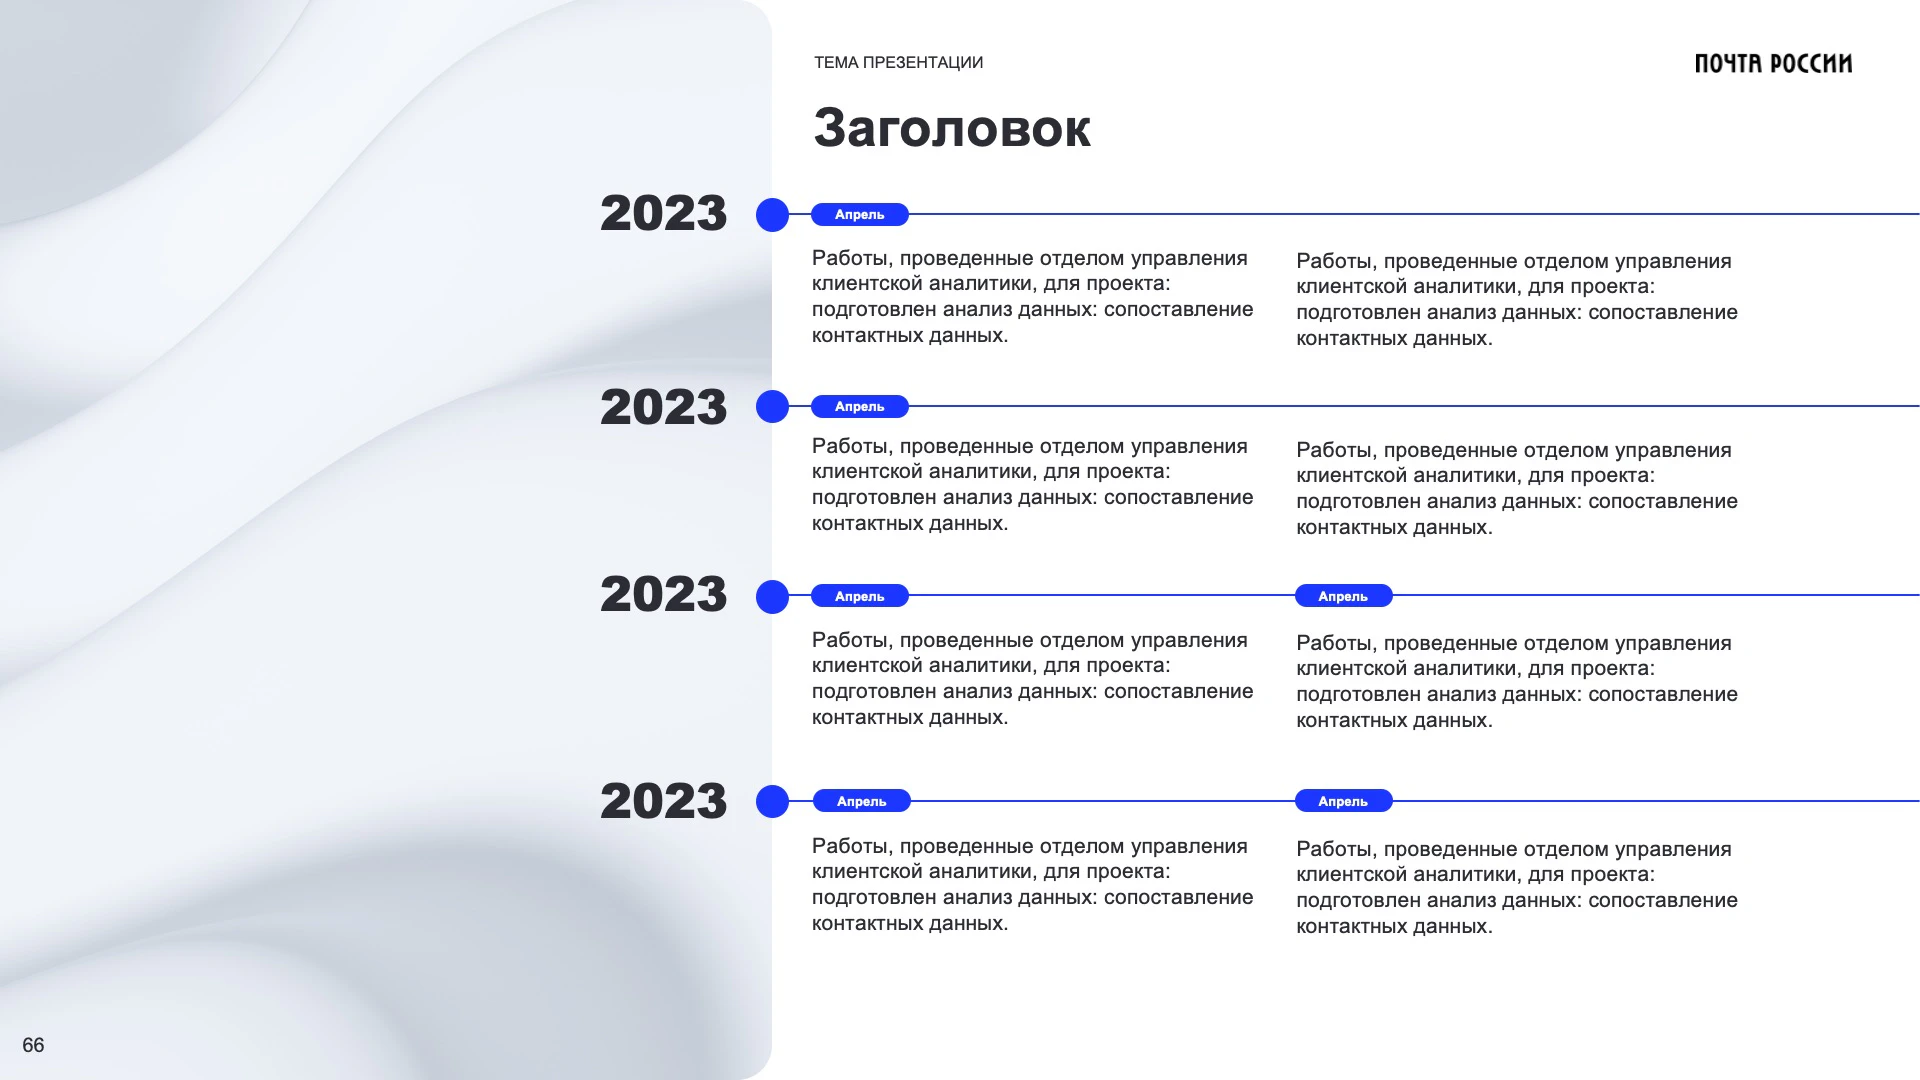 ТЕМА ПРЕЗЕНТАЦИИ
ПОЧТА РОССИИ
Заголовок
2023
Апрель
Работы, проведенные отделом управления
клиентской аналитики, для проекта:
подготовлен анализ данных: сопоставление
контактных данных.
Работы, проведенные отделом управления
клиентской аналитики, для проекта:
подготовлен анализ данных: сопоставление
контактных данных.
2023
Апрель
Работы, проведенные отделом управления
клиентской аналитики, для проекта:
подготовлен анализ данных: сопоставление
контактных данных.
Работы, проведенные отделом управления
клиентской аналитики, для проекта:
подготовлен анализ данных: сопоставление
контактных данных.
2023
Апрель
Работы, проведенные отделом управления
клиентской аналитики, для проекта:
подготовлен анализ данных: сопоставление
контактных данных.
Апрель
Работы, проведенные отделом управления
клиентской аналитики, для проекта:
подготовлен анализ данных: сопоставление
контактных данных.
2023
Апрель
Работы, проведенные отделом управления
клиентской аналитики, для проекта:
подготовлен анализ данных: сопоставление
контактных данных.
Апрель
Работы, проведенные отделом управления
клиентской аналитики, для проекта:
подготовлен анализ данных: сопоставление
контактных данных.
66